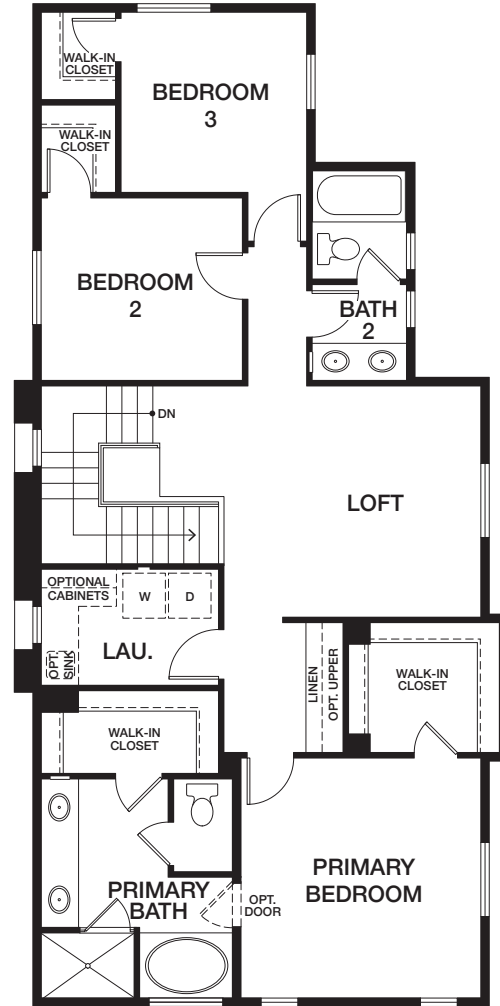 WALK-IN
CLOSET
BEDROOM
3
WALK-IN
CLOSET
BEDROOM
2
BATH
2
DN
LOFT
OPTIONAL
CABINETS
W
D
OPT.
SINK
LAU.
LINEN
OPT. UPPER
WALK-IN
CLOSET
WALK-IN
CLOSET
PRIMARY
BEDROOM
PRIMARY
BATH
OPT.
DOOR